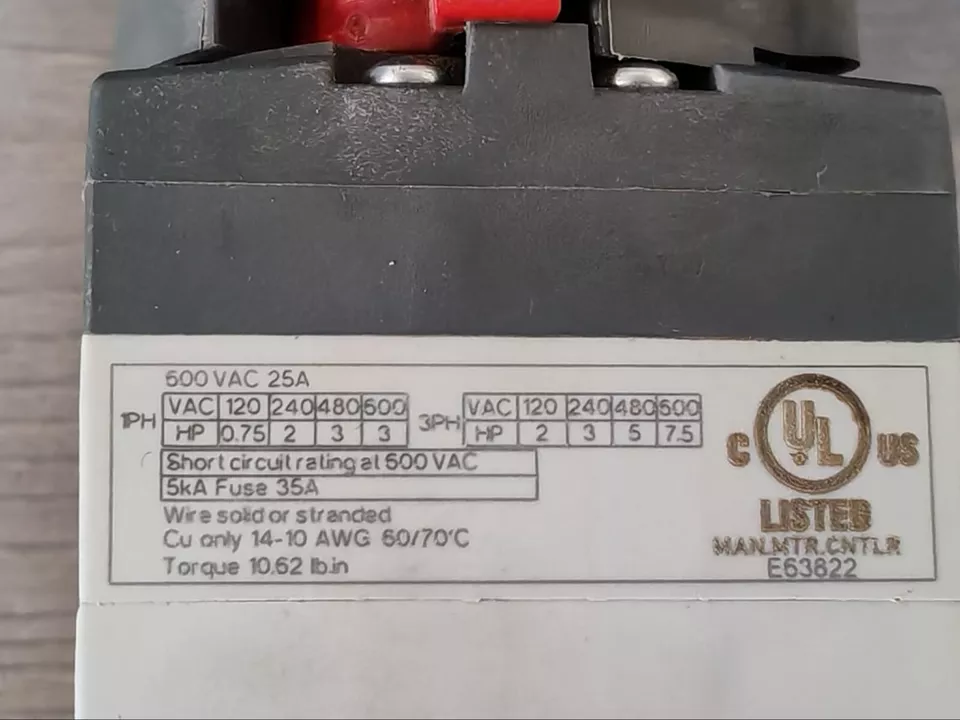 600 VAC 25A
1PH VAC 120 240 480 600
HP 0.75 2 3 3
3PH VAC 120 240 480 600
HP 2 3 5 7.5
Short circuit rating at 600 VAC
5kA Fuse 35A
Wire solid or stranded
Cu only 14-10 AWG 60/70°C
Torque 10.62 lb.in
C UL US
LISTED
MAN.MTR.CNTLR
E63822